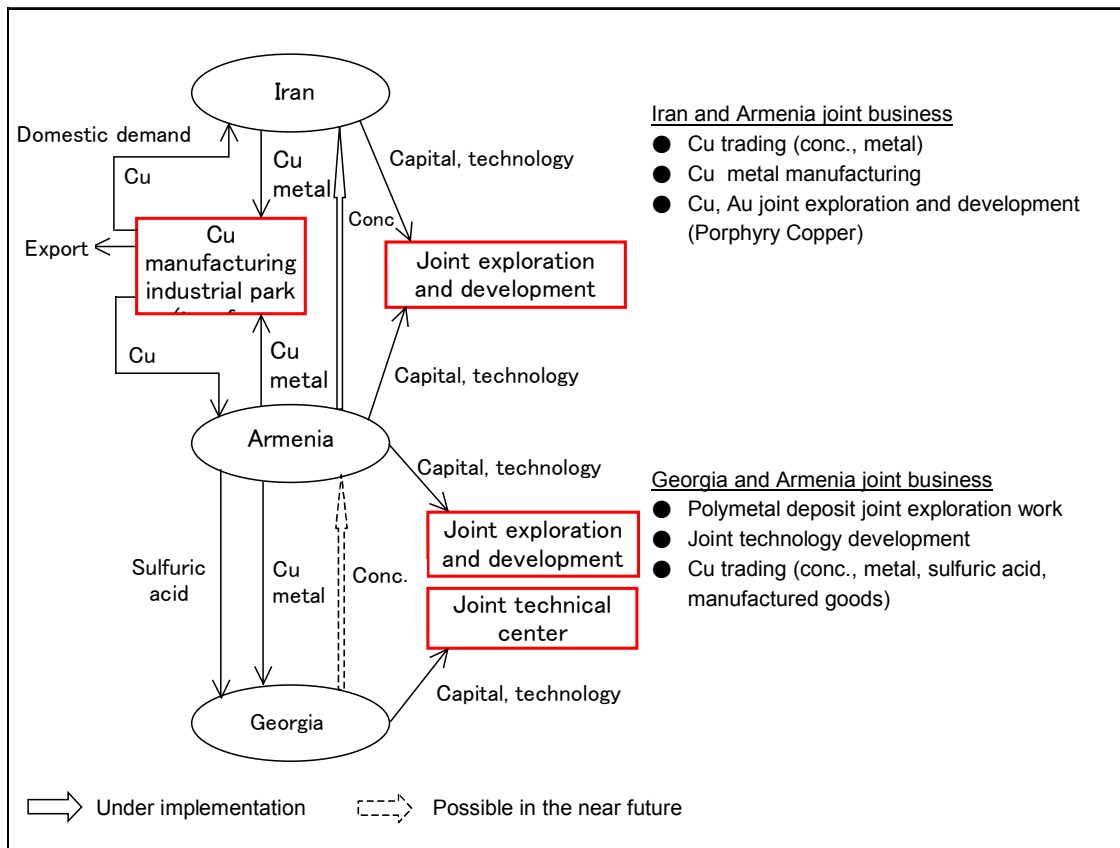 Iran
Domestic demand
Cu
Cu
metal
Capital, technology
Conc
Export
Cu
manufacturing
industrial park
Joint exploration
and development
Cu
Cu
metal
Capital, technology
Armenia
Capital, technology
Joint exploration
and development
Sulfuric
acid
Cu
metal
Conc.
Joint technical
center
Capital, technology
Georgia
Iran and Armenia joint business
● Cu trading (conc., metal)
● Cu metal manufacturing
● Cu, Au joint exploration and development
(Porphyry Copper)
Georgia and Armenia joint business
● Polymetal deposit joint exploration work
● Joint technology development
● Cu trading (conc., metal, sulfuric acid,
manufactured goods)
Under implementation
Possible in the near future